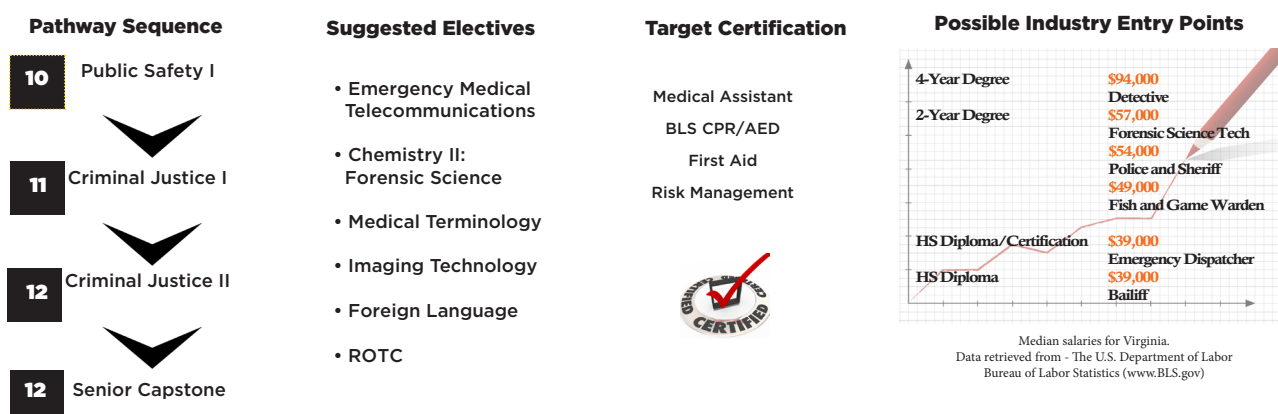 Pathway Sequence
10 Public Safety I
11 Criminal Justice I
12 Criminal Justice II
12 Senior Capstone
Suggested Electives
• Emergency Medical
Telecommunications
• Chemistry II:
Forensic Science
• Medical Terminology
• Imaging Technology
• Foreign Language
• ROTC
Target Certification
Medical Assistant
BLS CPR/AED
First Aid
Risk Management
CERTIFIED
CERTIFIED
CERTIFIED
Possible Industry Entry Points
4-Year Degree $94,000
Detective
2-Year Degree $57,000
Forensic Science Tech
$54,000
Police and Sheriff
$49,000
Fish and Game Warden
HS Diploma/Certification $39,000
Emergency Dispatcher
HS Diploma $39,000
Bailiff
Median salaries for Virginia.
Data retrieved from - The U.S. Department of Labor
Bureau of Labor Statistics (www.BLS.gov)